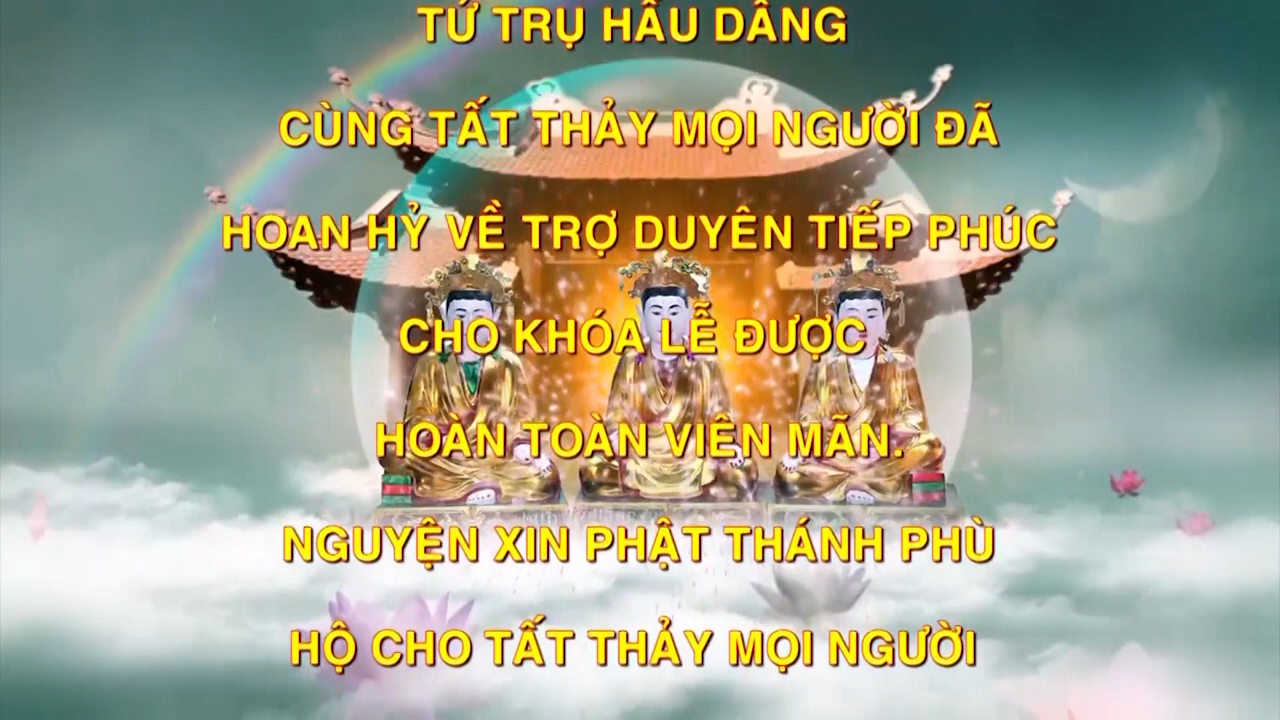 TỨ TRỤ HẦU DÂNG
CÙNG TẤT THẢY MỌI NGƯỜI ĐÃ
HOAN HỶ VỀ TRỢ DUYÊN TIẾP PHÚC
CHO KHÓA LỄ ĐƯỢC
HOÀN TOÀN VIÊN MÃN.
NGUYỆN XIN PHẬT THÁNH PHÙ
HỘ CHO TẤT THẢY MỌI NGƯỜI